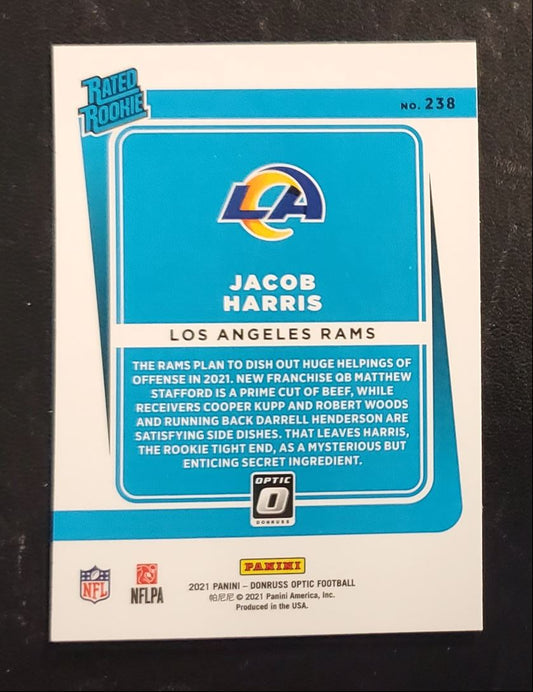 RATED
ROOKIE
NO. 238
LA
JACOB
HARRIS
LOS ANGELES RAMS
THE RAMS PLAN TO DISH OUT HUGE HELPINGS OF
OFFENSE IN 2021. NEW FRANCHISE QB MATTHEW
STAFFORD IS A PRIME CUT OF BEEF, WHILE
RECEIVERS COOPER KUPP AND ROBERT WOODS
AND RUNNING BACK DARRELL HENDERSON ARE
SATISFYING SIDE DISHES. THAT LEAVES HARRIS,
THE ROOKIE TIGHT END, AS A MYSTERIOUS BUT
ENTICING SECRET INGREDIENT.
OPTIC
O
DONRUSS
PANINI
NFL
NFLPA
2021 PANINI – DONRUSS OPTIC FOOTBALL
帕尼尼 © 2021 Panini America, Inc.
Produced in the USA.